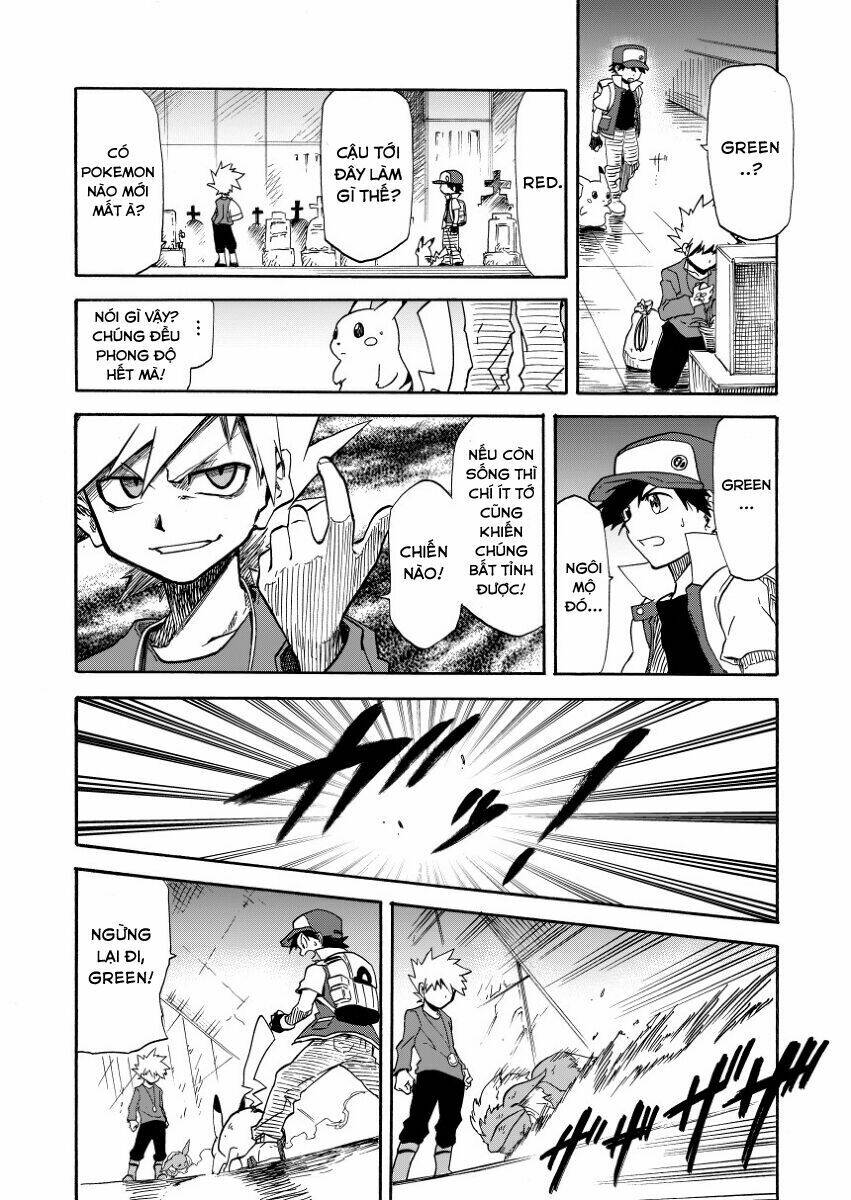 GREEN
..?
RED.
CẬU TỚI
ĐÂY LÀM
GÌ THẾ?
CÓ
POKEMON
NÀO MỚI
MẤT À?
...
NÓI GÌ VẬY?
CHÚNG ĐỀU
PHONG ĐỘ
HẾT MÀ!
GREEN
...
NGÔI
MỘ
ĐÓ...
NẾU CÒN
SỐNG THÌ
CHÍ ÍT TỚ
CŨNG
KHIẾN
CHÚNG
BẤT TỈNH
ĐƯỢC!
CHIẾN
NÀO!
ガッ!
ザザザザ
NGỪNG
LẠI ĐI,
GREEN!